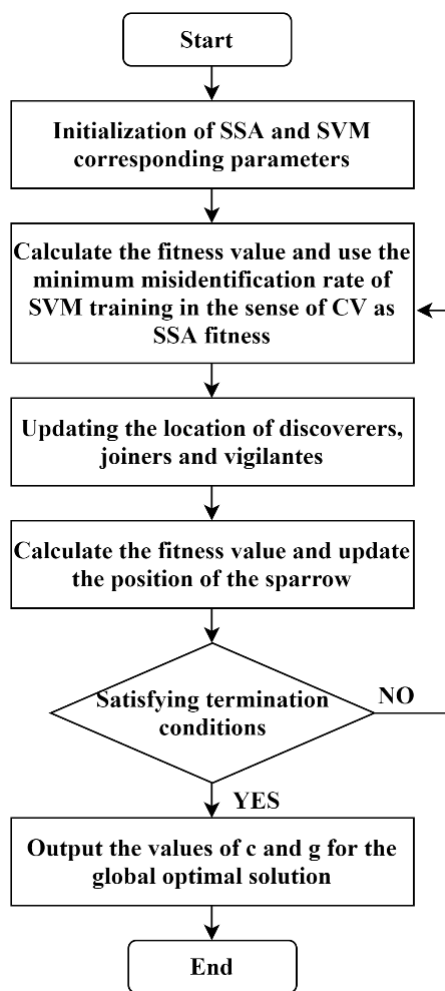 Start
Initialization of SSA and SVM
corresponding parameters
Calculate the fitness value and use the
minimum misidentification rate of
SVM training in the sense of CV as
SSA fitness
Updating the location of discoverers,
joiners and vigilantes
Calculate the fitness value and update
the position of the sparrow
Satisfying termination
conditions
NO
YES
Output the values of c and g for the
global optimal solution
End